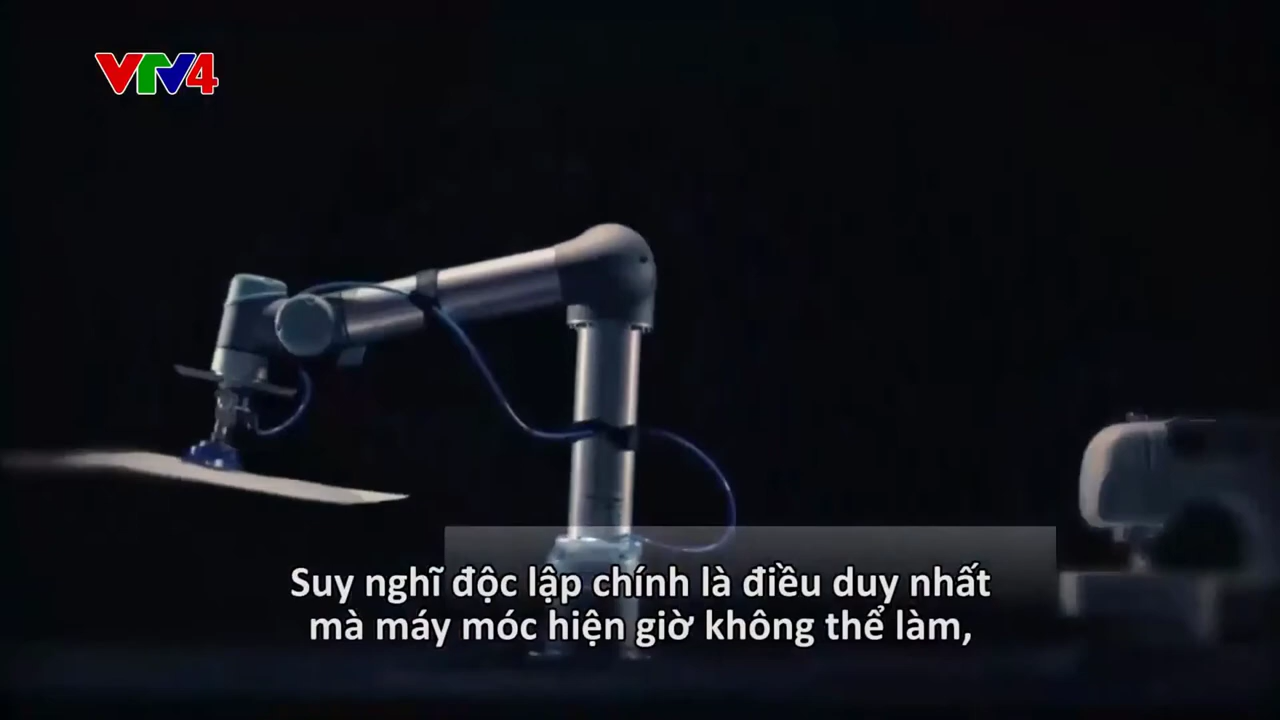 VTV4
Suy nghĩ độc lập chính là điều duy nhất
mà máy móc hiện giờ không thể làm,